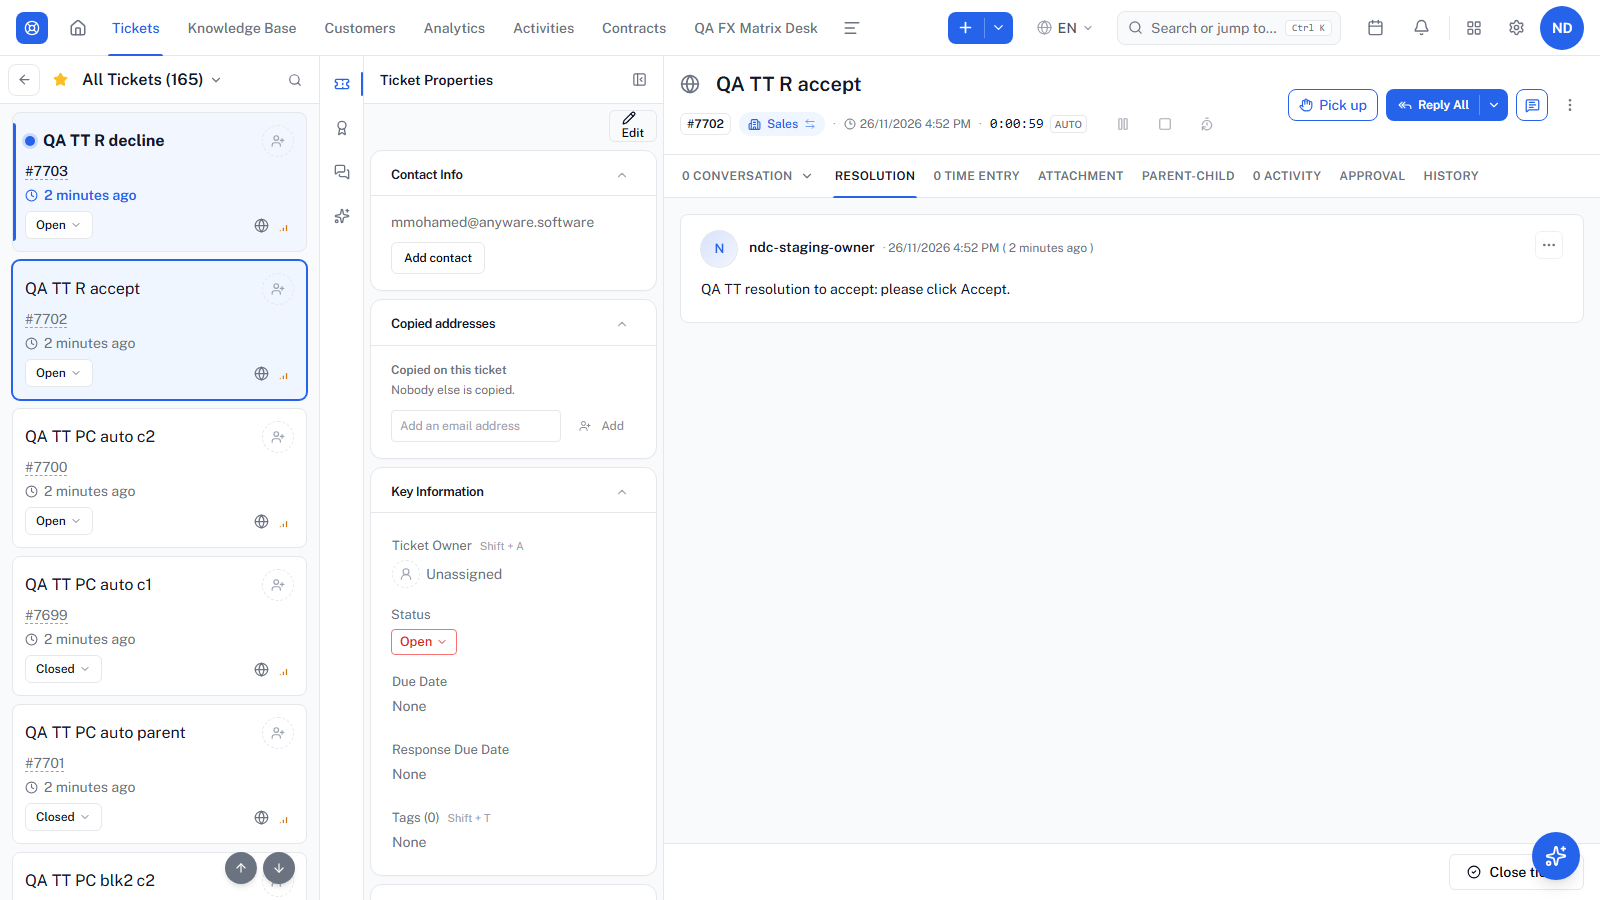 Tickets
Knowledge Base
Customers
Analytics
Activities
Contracts
QA FX Matrix Desk
EN
Search or jump to...
Ctrl K
ND
All Tickets (165)
QA TT R decline
#7703
2 minutes ago
Open
QA TT R accept
#7702
2 minutes ago
Open
QA TT PC auto c2
#7700
2 minutes ago
Open
QA TT PC auto c1
#7699
2 minutes ago
Closed
QA TT PC auto parent
#7701
2 minutes ago
Closed
QA TT PC blk2 c2
Ticket Properties
Edit
Contact Info
mmohamed@anyware.software
Add contact
Copied addresses
Copied on this ticket
Nobody else is copied.
Add an email address
Add
Key Information
Ticket Owner Shift + A
Unassigned
Status
Open
Due Date
None
Response Due Date
None
Tags (0) Shift + T
None
QA TT R accept
#7702 Sales · 26/11/2026 4:52 PM · 0:00:59 AUTO
Pick up
Reply All
0 CONVERSATION
RESOLUTION
0 TIME ENTRY
ATTACHMENT
PARENT-CHILD
0 ACTIVITY
APPROVAL
HISTORY
N
ndc-staging-owner · 26/11/2026 4:52 PM ( 2 minutes ago )
QA TT resolution to accept: please click Accept.
Close